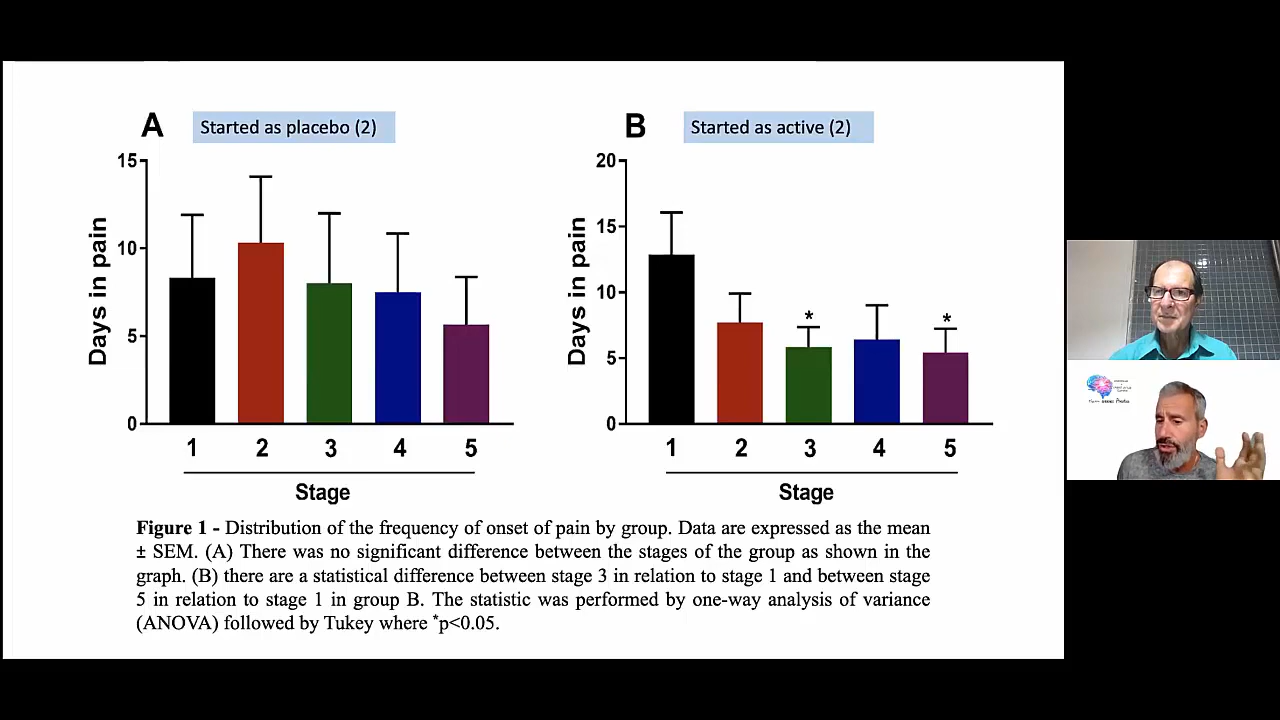 A
Started as placebo (2)
15
10
5
0
Days in pain
1 2 3 4 5
Stage
B
Started as active (2)
20
15
10
5
0
Days in pain
*
*
1 2 3 4 5
Stage
Figure 1 - Distribution of the frequency of onset of pain by group. Data are expressed as the mean
± SEM. (A) There was no significant difference between the stages of the group as shown in the
graph. (B) there are a statistical difference between stage 3 in relation to stage 1 and between stage
5 in relation to stage 1 in group B. The statistic was performed by one-way analysis of variance
(ANOVA) followed by Tukey where *p<0.05.